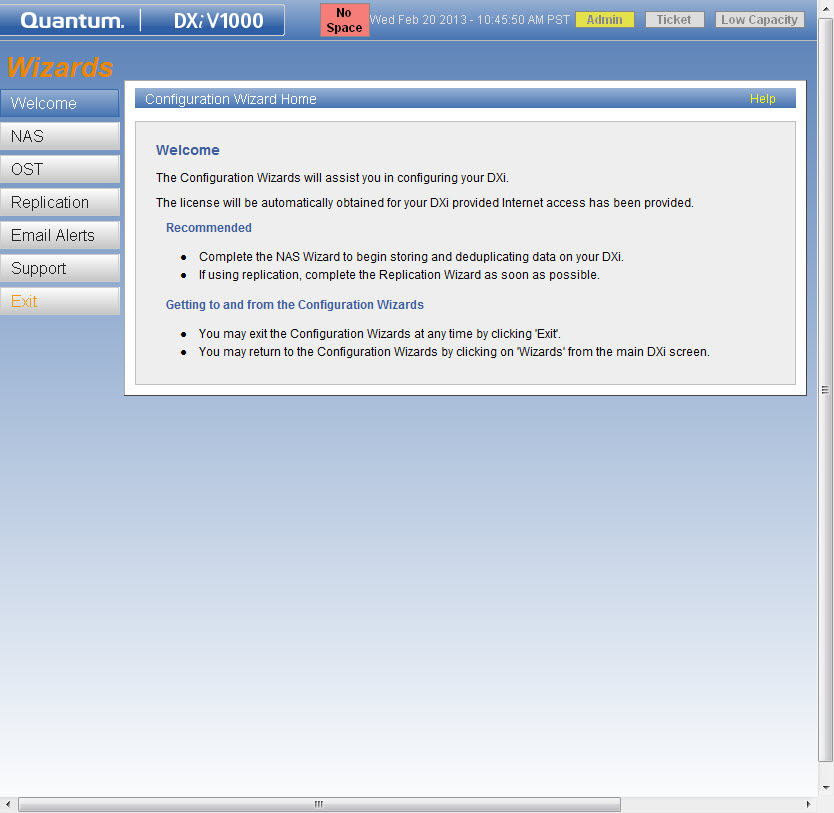 Quantum. DXi V1000
No Space
Wed Feb 20 2013 - 10:45:50 AM PST
Admin
Ticket
Low Capacity
Wizards
Welcome
NAS
OST
Replication
Email Alerts
Support
Exit
Configuration Wizard Home
Help
Welcome
The Configuration Wizards will assist you in configuring your DXi.
The license will be automatically obtained for your DXi provided Internet access has been provided.
Recommended
• Complete the NAS Wizard to begin storing and deduplicating data on your DXi.
• If using replication, complete the Replication Wizard as soon as possible.
Getting to and from the Configuration Wizards
• You may exit the Configuration Wizards at any time by clicking 'Exit'.
• You may return to the Configuration Wizards by clicking on 'Wizards' from the main DXi screen.